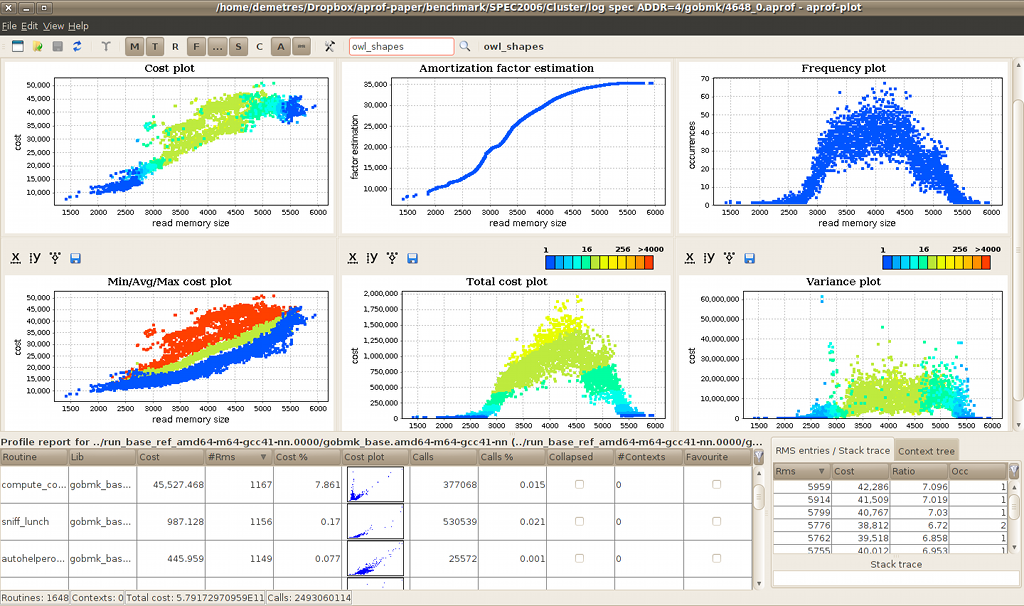 /home/demetres/Dropbox/aprof-paper/benchmark/SPEC2006/Cluster/log spec ADDR=4/gobmk/4648_0.aprof - aprof-plot
File Edit View Help
M T R F ... S C A owl_shapes owl_shapes
Cost plot
50,000
45,000
40,000
35,000
30,000
25,000
20,000
15,000
10,000
cost
1500 2000 2500 3000 3500 4000 4500 5000 5500 6000
read memory size
Amortization factor estimation
35,000
30,000
25,000
20,000
15,000
10,000
factor estimation
1500 2000 2500 3000 3500 4000 4500 5000 5500 6000
read memory size
Frequency plot
70
60
50
40
30
20
10
0
occurrences
1500 2000 2500 3000 3500 4000 4500 5000 5500 6000
read memory size
X |Y
X |Y
1 16 256 >4000
X |Y
1 16 256 >4000
Min/Avg/Max cost plot
50,000
45,000
40,000
35,000
30,000
25,000
20,000
15,000
10,000
cost
1500 2000 2500 3000 3500 4000 4500 5000 5500 6000
read memory size
Total cost plot
2,000,000
1,750,000
1,500,000
1,250,000
1,000,000
750,000
500,000
250,000
0
cost
1500 2000 2500 3000 3500 4000 4500 5000 5500 6000
Variance plot
60,000,000
50,000,000
40,000,000
30,000,000
20,000,000
10,000,000
0
cost
1500 2000 2500 3000 3500 4000 4500 5000 5500 6000
Profile report for ../run_base_ref_amd64-m64-gcc41-nn.0000/gobmk_base.amd64-m64-gcc41-nn (../run_base_ref_amd64-m64-gcc41-nn.0000/g...
Routine Lib Cost #Rms Cost % Cost plot Calls Calls % Collapsed #Contexts Favourite
compute_co... gobmk_bas... 45,527.468 1167 7.861 377068 0.015 0
sniff_lunch gobmk_bas... 987.128 1156 0.17 530539 0.021 0
autohelpero... gobmk_bas... 445.959 1149 0.077 25572 0.001 0
RMS entries / Stack trace Context tree
Rms Cost Ratio Occ
5959 42,286 7.096 1
5914 41,509 7.019 1
5799 40,767 7.03 1
5776 38,812 6.72 2
5762 39,518 6.858 1
5755 40,012 6.953 1
Stack trace
Routines: 1648 Contexts: 0 Total cost: 5.79172970959E11 Calls: 2493060114